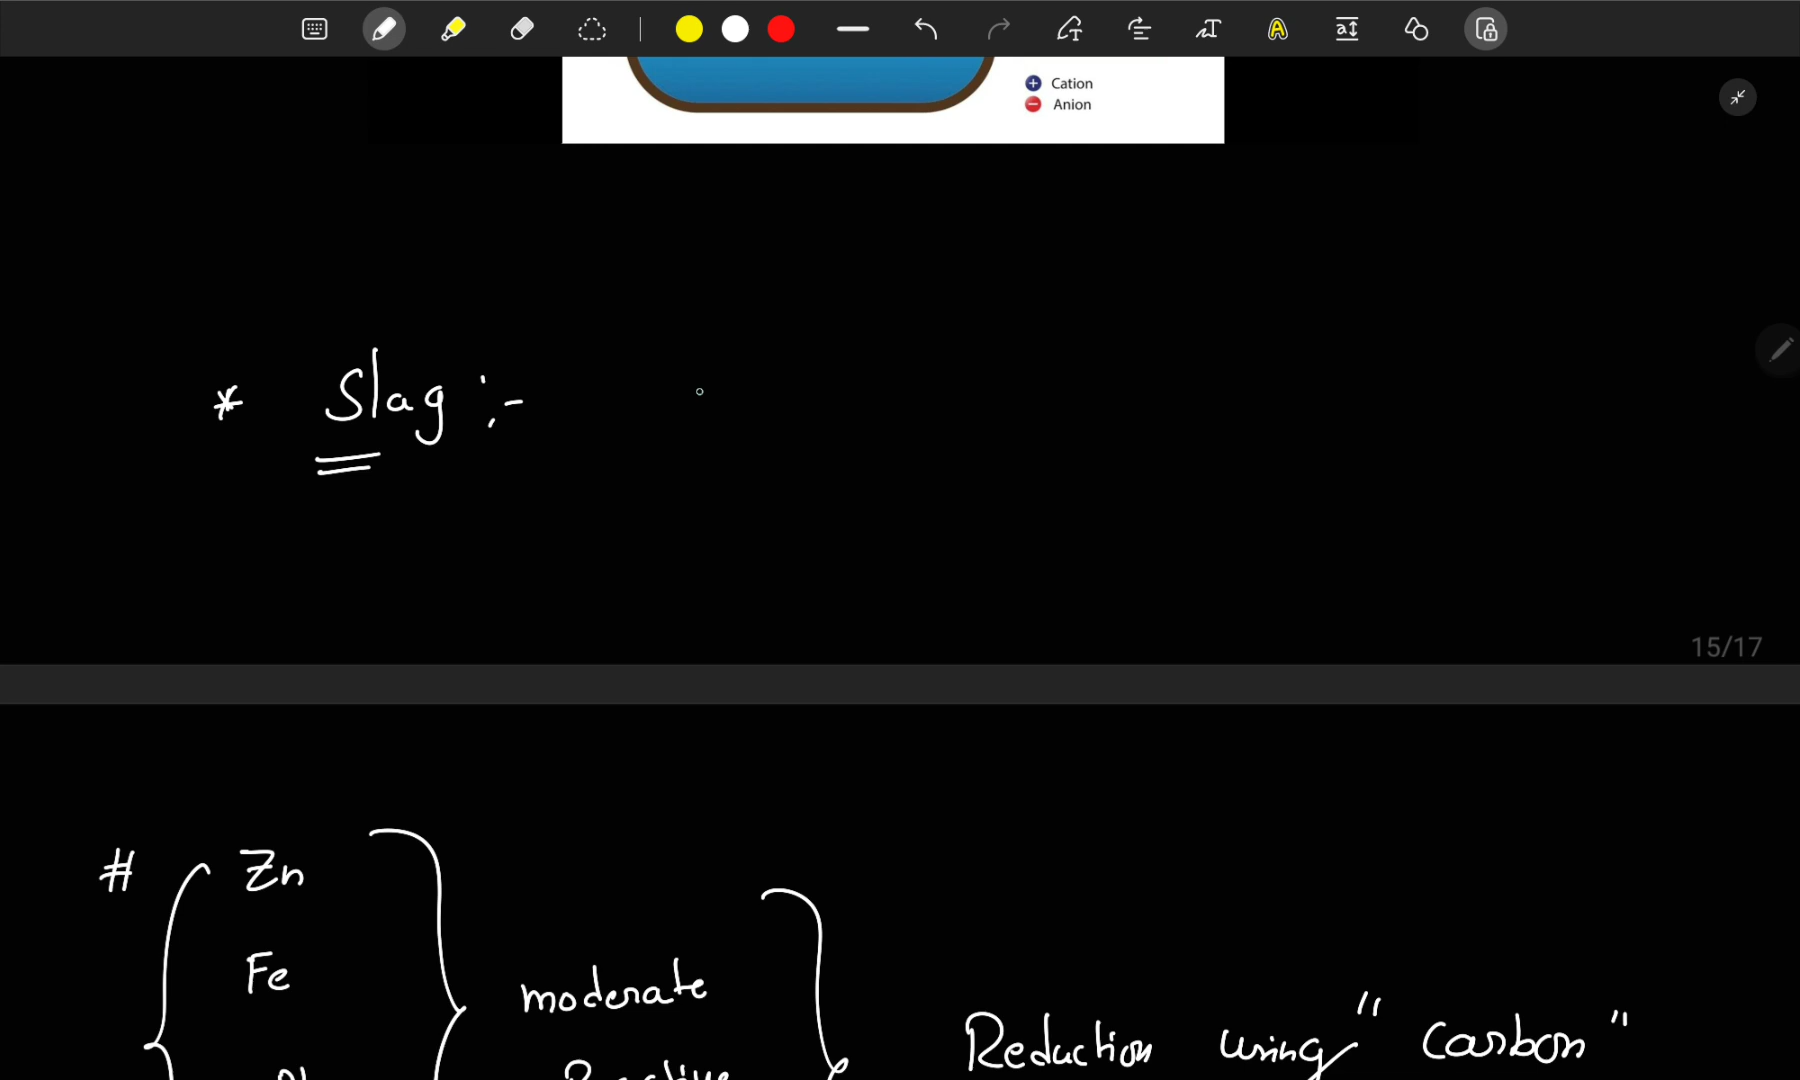 Cation
Anion
* Slag :-
15/17
# Zn
Fe
moderate
Reduction using "Carbon"